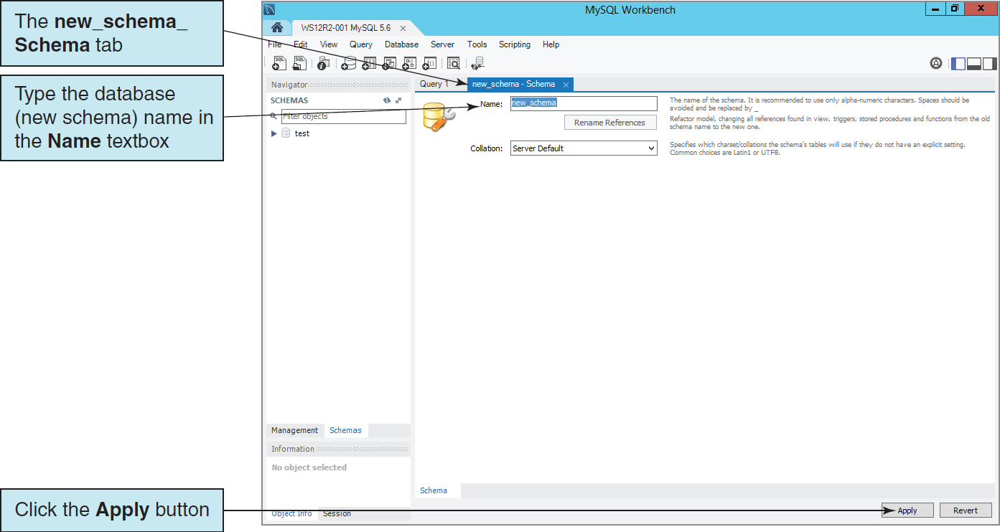 The new_schema_
Schema tab
Type the database
(new schema) name in
the Name textbox
Click the Apply button
MySQL Workbench
WS12R2-001 MySQL 5.6
File Edit View Query Database Server Tools Scripting Help
SQL SQL
Navigator
SCHEMAS
Filter objects
test
Management Schemas
Information
No object selected
Object Info Session
Query 1 new_schema - Schema
Name: new_schema
Rename References
Collation: Server Default
The name of the schema. It is recommended to use only alpha-numeric characters. Spaces should be
avoided and be replaced by _
Refactor model, changing all references found in view, triggers, stored procedures and functions from the old
schema name to the new one.
Specifies which charset/collations the schema's tables will use if they do not have an explicit setting.
Common choices are Latin1 or UTF8.
Schema
Apply Revert